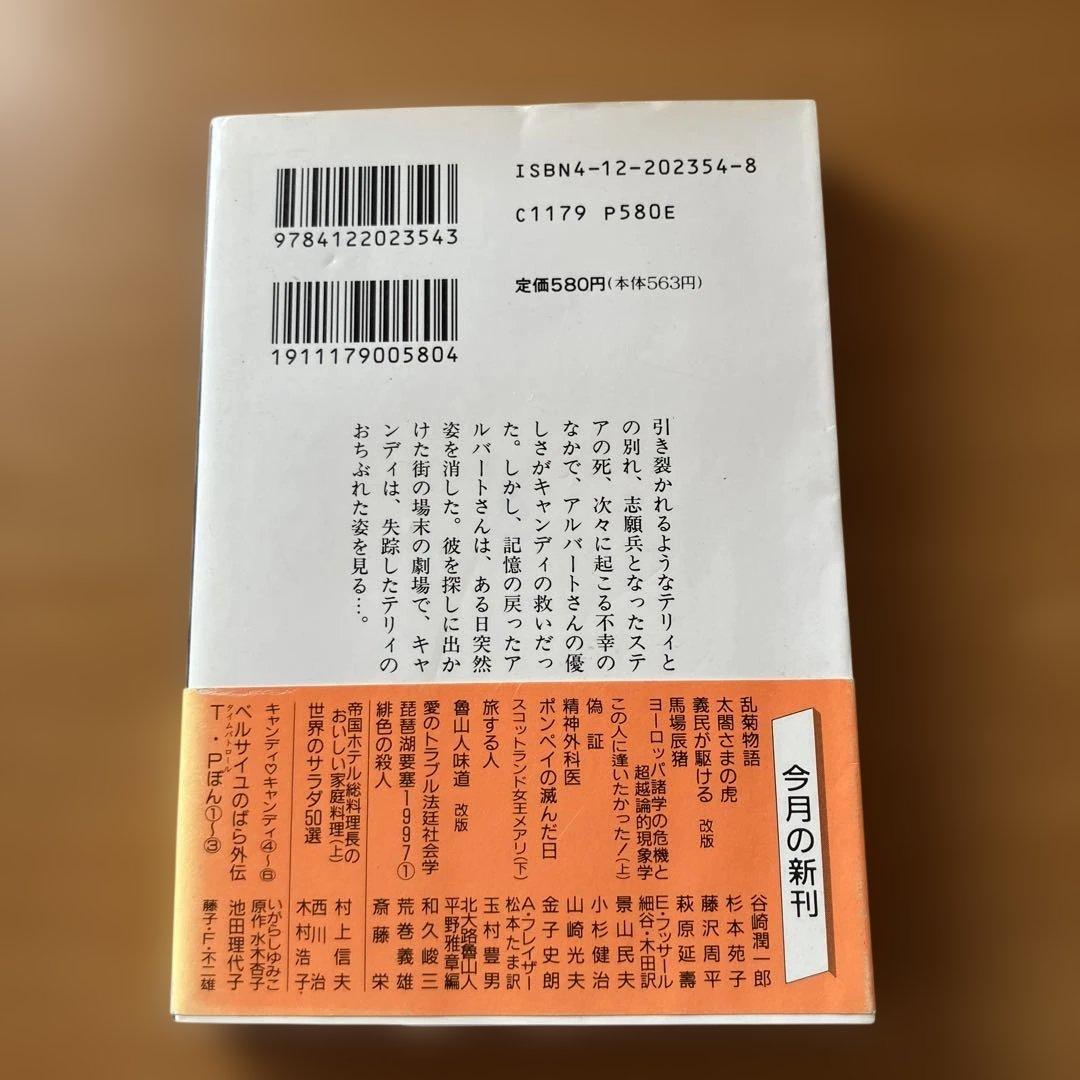 ISBN4-12-202354-8
C1179 P580E
9784122023543
定価580円(本体563円)
1911179005804
引き裂かれるようなテリィと
の別れ、志願兵となったステ
アの死、次々に起こる不幸の
なかで、アルバートさんの優
しさがキャンディの救いだっ
た。しかし、記憶の戻ったア
ルバートさんは、ある日突然
姿を消した。彼を探しに出か
けた街の場末の劇場で、キャ
ンディは、失踪したテリィの
おちぶれた姿を見る…。
今月の新刊
乱菊物語 谷崎潤一郎
太閤さまの虎 杉本苑子
義民が駆ける 改版 藤沢周平
馬場辰猪 萩原延壽
ヨーロッパ諸学の危機と
超越論的現象学 E・フッサール
細谷・木田訳
この人に逢いたかった!(上) 景山民夫
偽証 小杉健治
精神外科医 山崎光夫
ポンペイの滅んだ日 金子史朗
スコットランド女王メアリ(下) A・フレイザー
松本たま訳
旅する人 玉村豊男
魯山人味道 改版 北大路魯山人
平野雅章編
愛のトラブル法廷社会学 和久峻三
琵琶湖要塞1997① 荒巻義雄
緋色の殺人 斎藤栄
帝国ホテル総料理長の
おいしい家庭料理(上) 村上信夫
世界のサラダ50選 西川治
木村浩子
キャンディ♡キャンディ④〜⑥ いがらしゆみこ
原作 水木杏子
ベルサイユのばら外伝 池田理代子
タイムパトロール
T・Pぼん①〜③ 藤子・F・不二雄